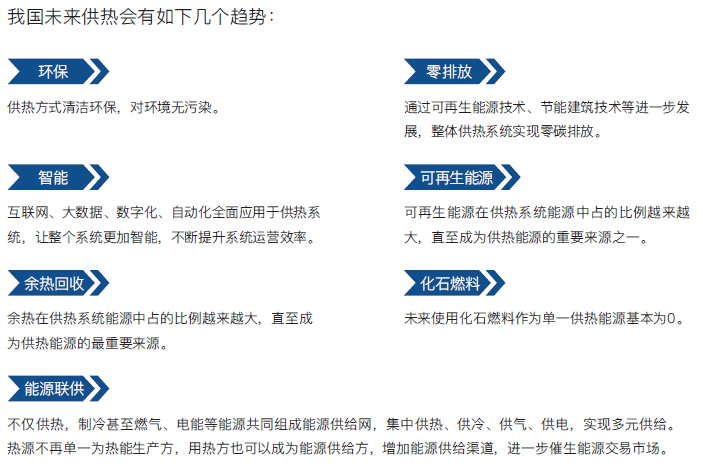 我国未来供热会有如下几个趋势：
环保
供热方式清洁环保，对环境无污染。
零排放
通过可再生能源技术、节能建筑技术等进一步发
展，整体供热系统实现零碳排放。
智能
互联网、大数据、数字化、自动化全面应用于供热系
统，让整个系统更加智能，不断提升系统运营效率。
可再生能源
可再生能源在供热系统能源中占的比例越来越
大，直至成为供热能源的重要来源之一。
余热回收
余热在供热系统能源中占的比例越来越大，直至成
为供热能源的最重要来源。
化石燃料
未来使用化石燃料作为单一供热能源基本为0。
能源联供
不仅供热，制冷甚至燃气、电能等能源共同组成能源供给网，集中供热、供冷、供气、供电，实现多元供给。
热源不再单一为热能生产方，用热方也可以成为能源供给方，增加能源供给渠道，进一步催生能源交易市场。